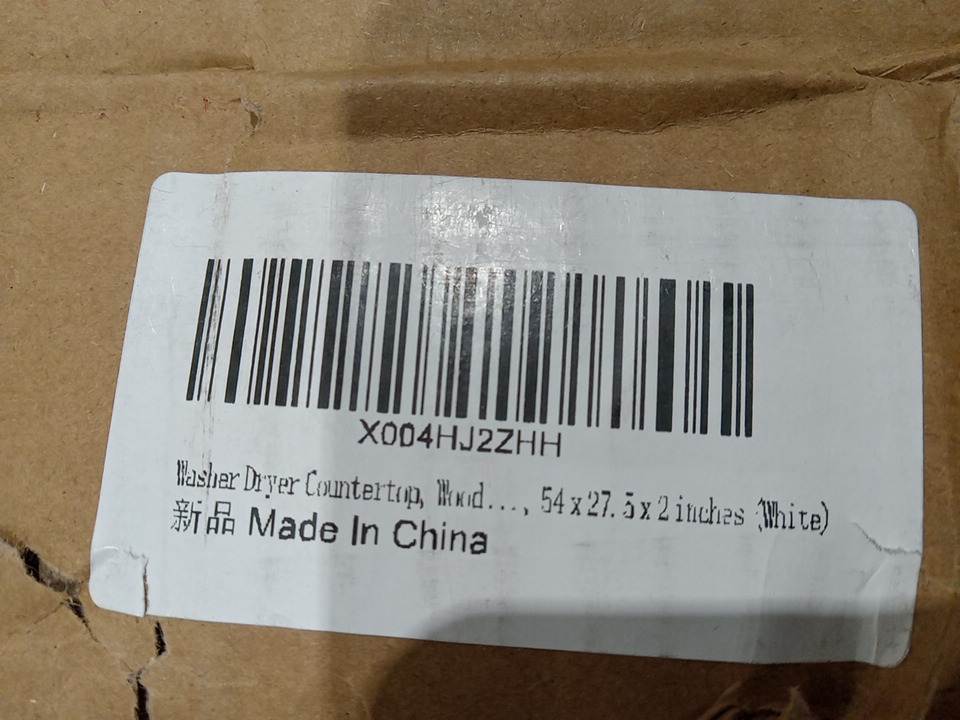 X004HJ2ZHH
Washer Dryer Countertop, Wood..., 54 x 27.5 x 2 inches (White)
新品 Made In China